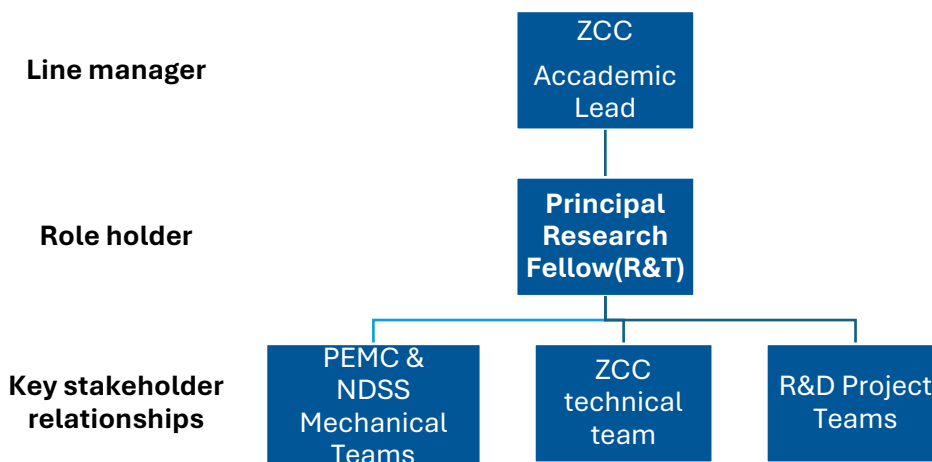 Line manager
ZCC
Accademic
Lead
Role holder
Principal
Research
Fellow(R&T)
Key stakeholder
relationships
PEMC &
NDSS
Mechanical
Teams
ZCC
technical
team
R&D Project
Teams